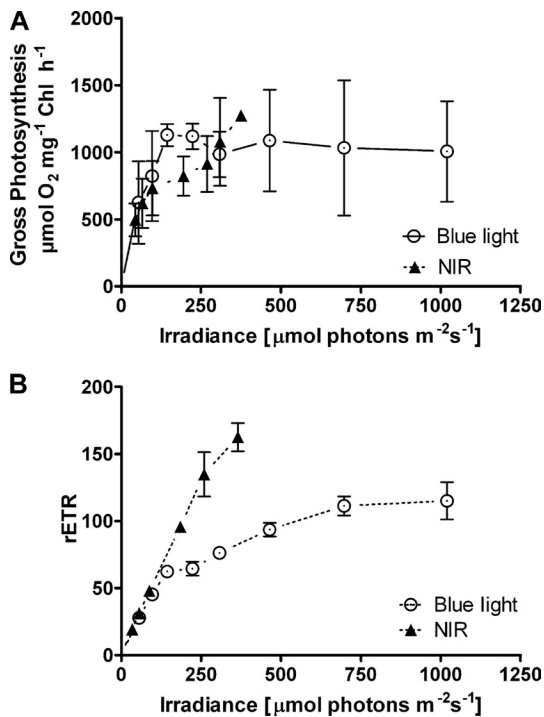 A
2000
1500
1000
500
0
Gross Photosynthesis
µmol O2 mg-1 Chl h-1
Blue light
NIR
0 250 500 750 1000 1250
Irradiance [µmol photons m-2s-1]
B
200
150
100
50
0
rETR
Blue light
NIR
0 250 500 750 1000 1250
Irradiance [µmol photons m-2s-1]